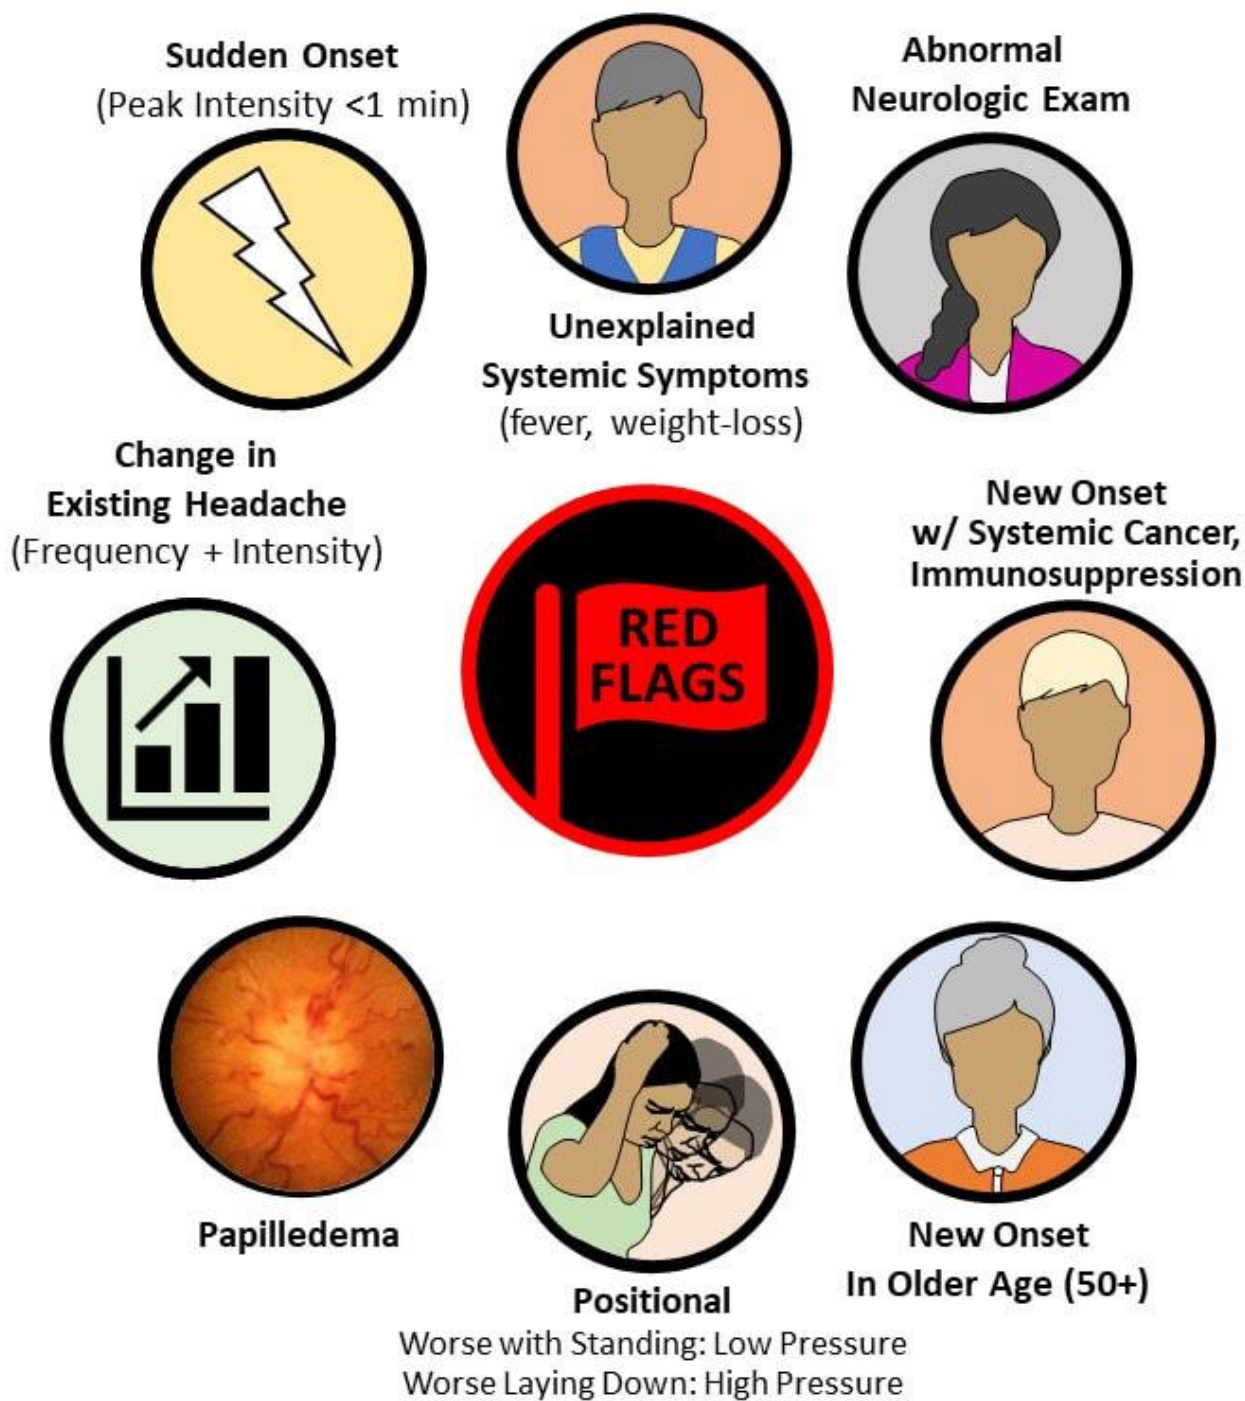 Sudden Onset
(Peak Intensity <1 min)
Unexplained
Systemic Symptoms
(fever, weight-loss)
Abnormal
Neurologic Exam
Change in
Existing Headache
(Frequency + Intensity)
RED
FLAGS
New Onset
w/ Systemic Cancer,
Immunosuppression
Papilledema
Positional
Worse with Standing: Low Pressure
Worse Laying Down: High Pressure
New Onset
In Older Age (50+)